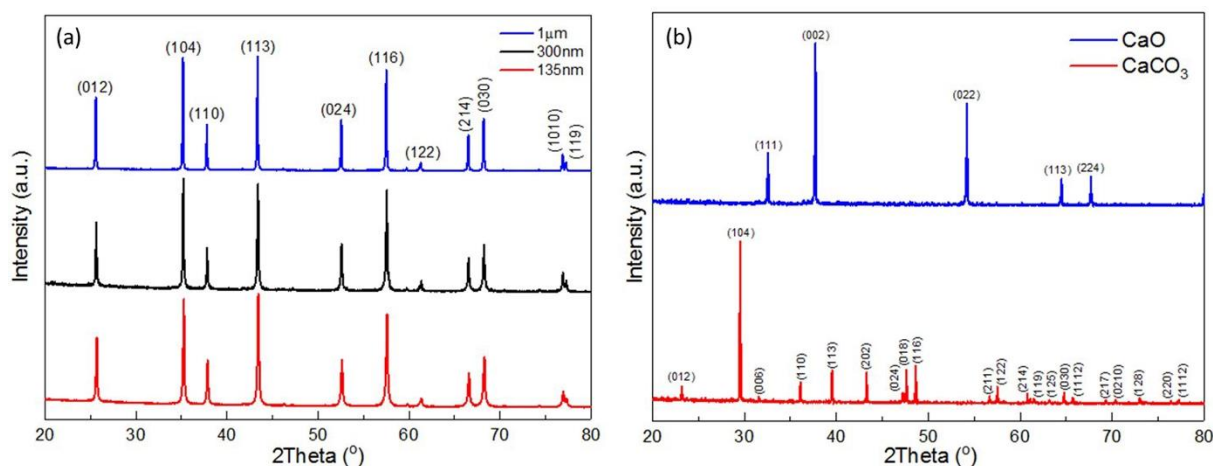 (a)
1μm
300nm
135nm
(012)
(104)
(110)
(113)
(024)
(116)
(122)
(214)
(030)
(1010)
(119)
Intensity (a.u.)
20 30 40 50 60 70 80
2Theta (°)
(b)
CaO
CaCO₃
(111)
(002)
(022)
(113)
(224)
(012)
(104)
(006)
(110)
(113)
(202)
(024)
(018)
(116)
(211)
(122)
(214)
(119)
(125)
(030)
(1112)
(217)
(0210)
(128)
(220)
(1112)
Intensity (a.u.)
20 30 40 50 60 70 80
2Theta (°)